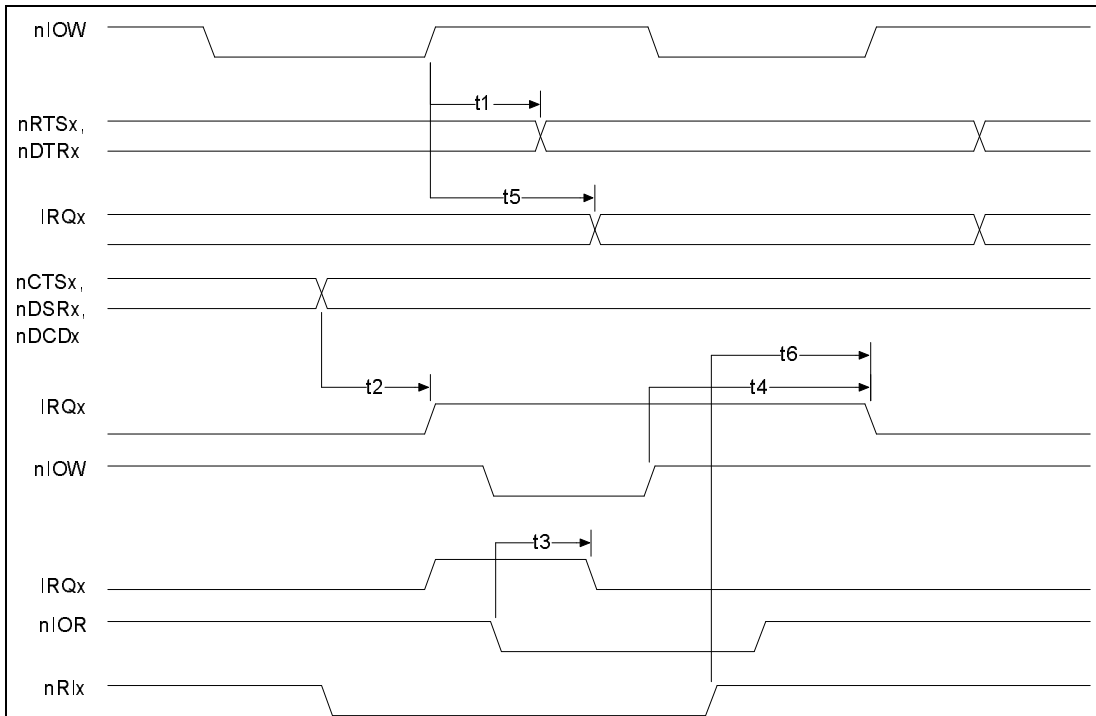 nIOW
t1
nRTSx,
nDTRx
t5
IRQx
nCTSx,
nDSRx,
nDCDx
t6
t2
t4
IRQx
nIOW
t3
IRQx
nIOR
nRIx